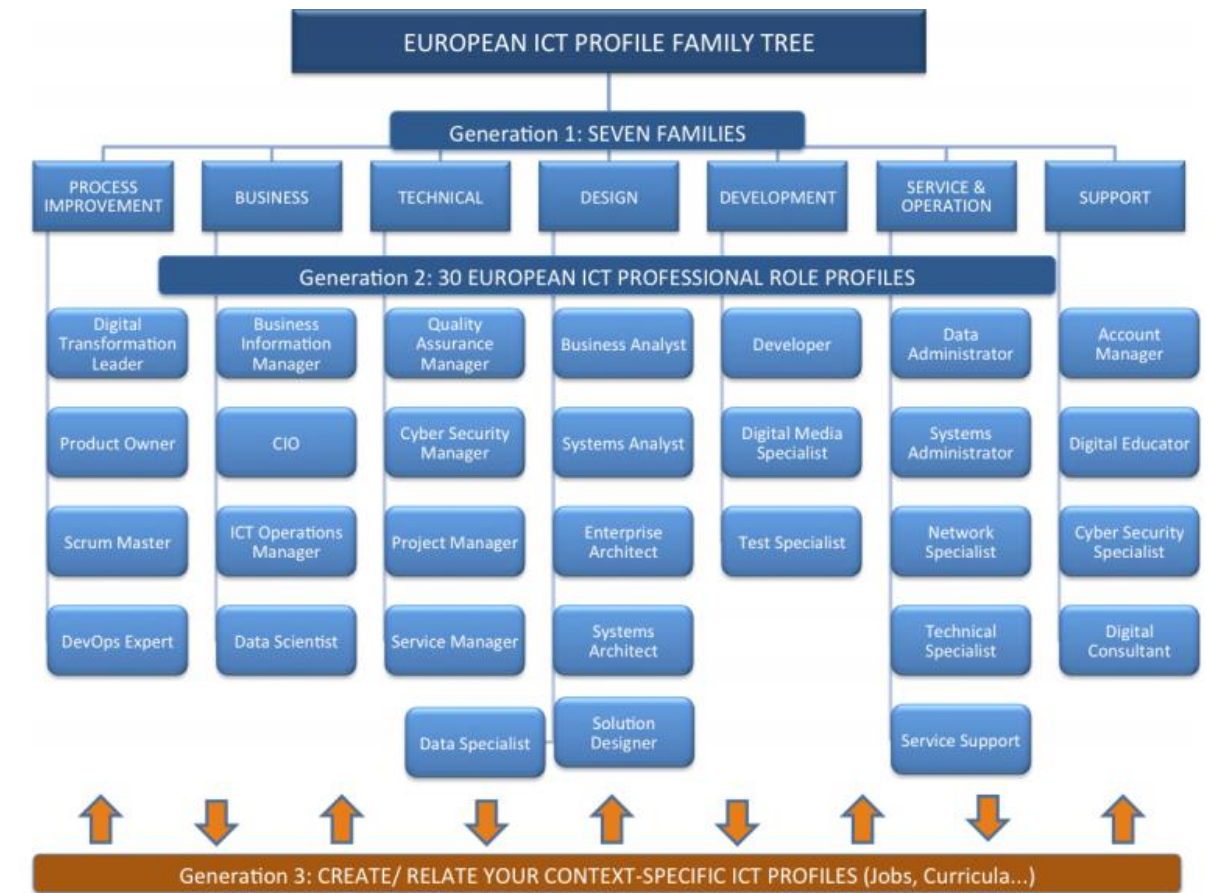 EUROPEAN ICT PROFILE FAMILY TREE
Generation 1: SEVEN FAMILIES
PROCESS
IMPROVEMENT
BUSINESS
TECHNICAL
DESIGN
DEVELOPMENT
SERVICE &
OPERATION
SUPPORT
Generation 2: 30 EUROPEAN ICT PROFESSIONAL ROLE PROFILES
Digital
Transformation
Leader
Business
Information
Manager
Quality
Assurance
Manager
Business Analyst
Developer
Data
Administrator
Account
Manager
Product Owner
CIO
Cyber Security
Manager
Systems Analyst
Digital Media
Specialist
Systems
Administrator
Digital Educator
Scrum Master
ICT Operations
Manager
Project Manager
Enterprise
Architect
Test Specialist
Network
Specialist
Cyber Security
Specialist
DevOps Expert
Data Scientist
Service Manager
Systems
Architect
Technical
Specialist
Digital
Consultant
Data Specialist
Solution
Designer
Service Support
Generation 3: CREATE/ RELATE YOUR CONTEXT-SPECIFIC ICT PROFILES (Jobs, Curricula...)